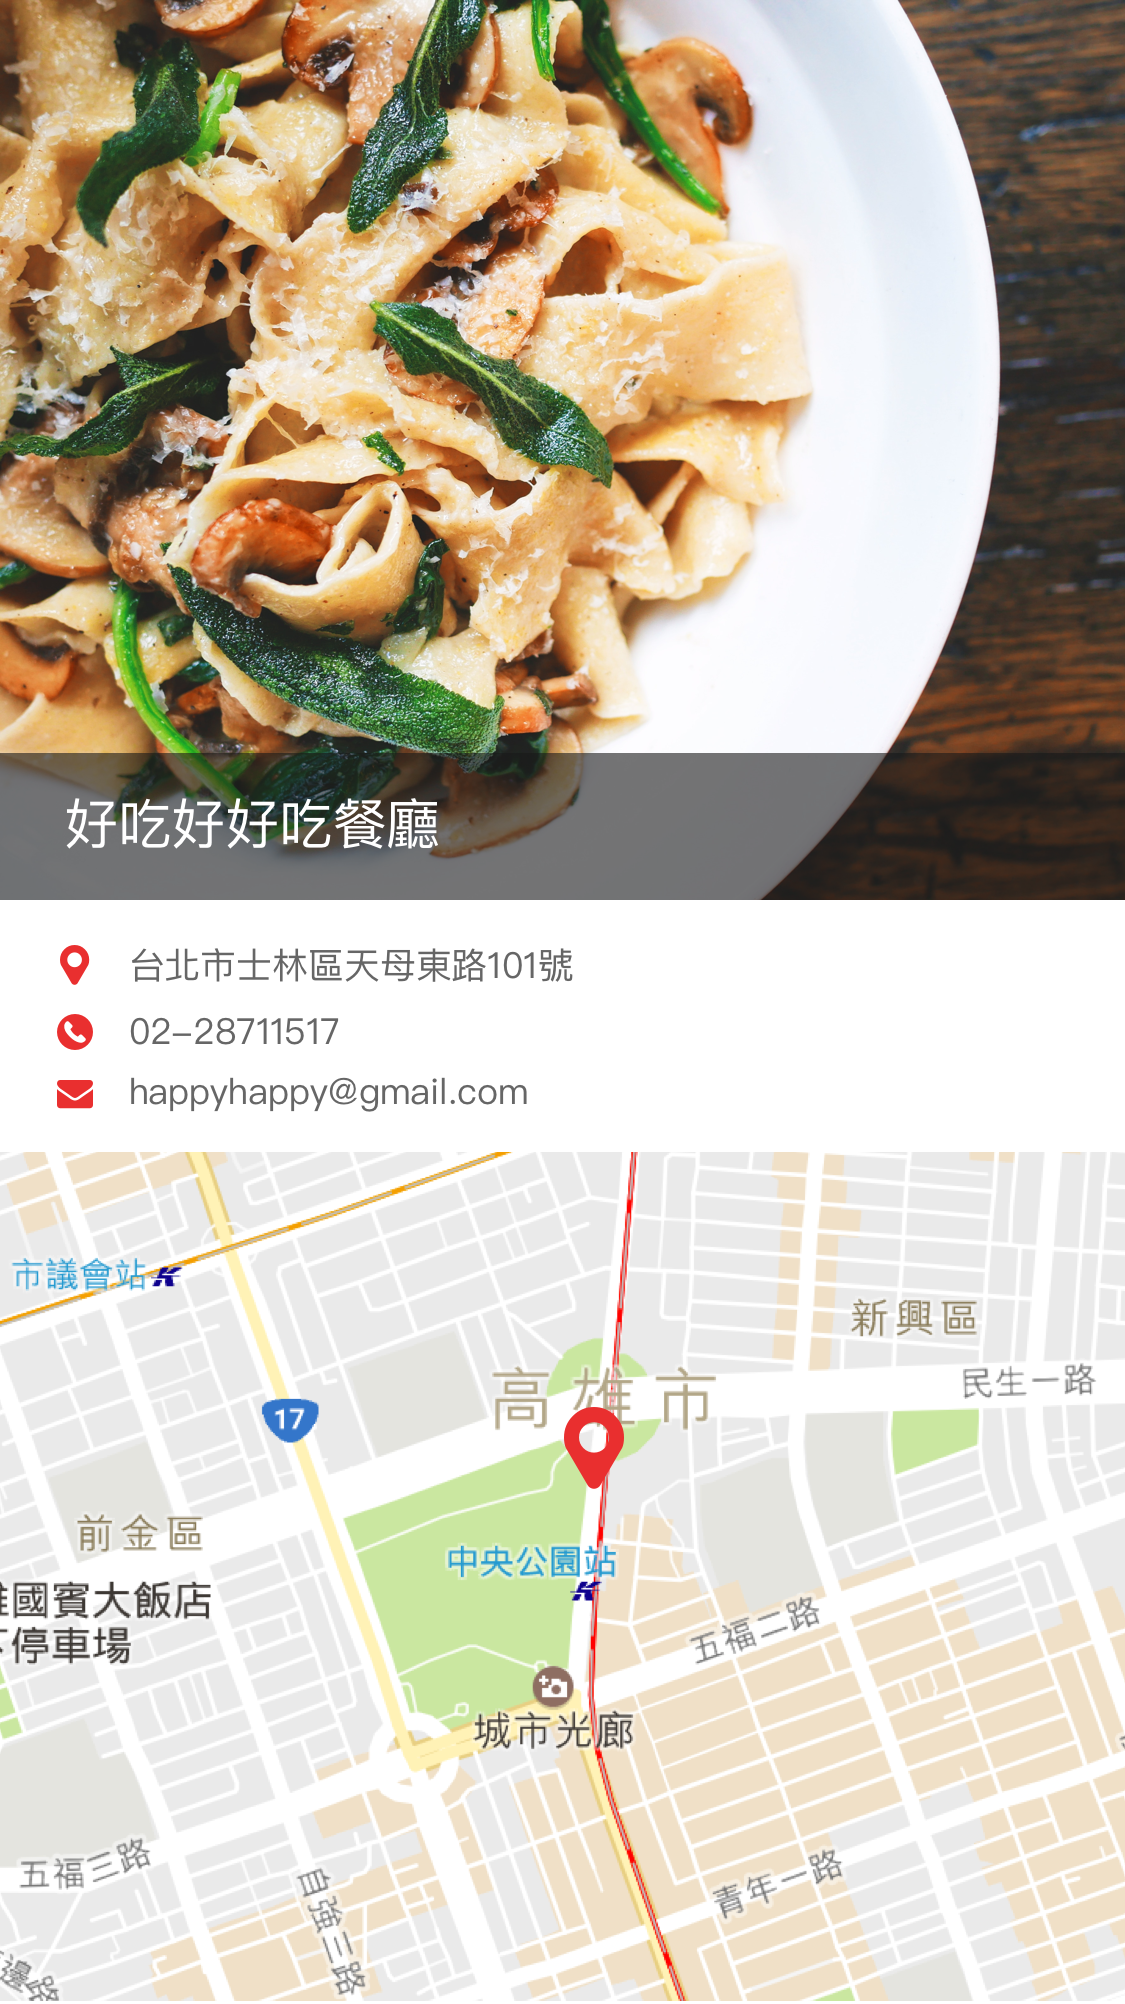 好吃好好吃餐廳
台北市士林區天母東路101號
02-28711517
happyhappy@gmail.com
市議會站
新興區
高雄市
民生一路
17
前金區
中央公園站
國賓大飯店
停車場
五福二路
城市光廊
五福三路
自強三路
青年一路
邊路